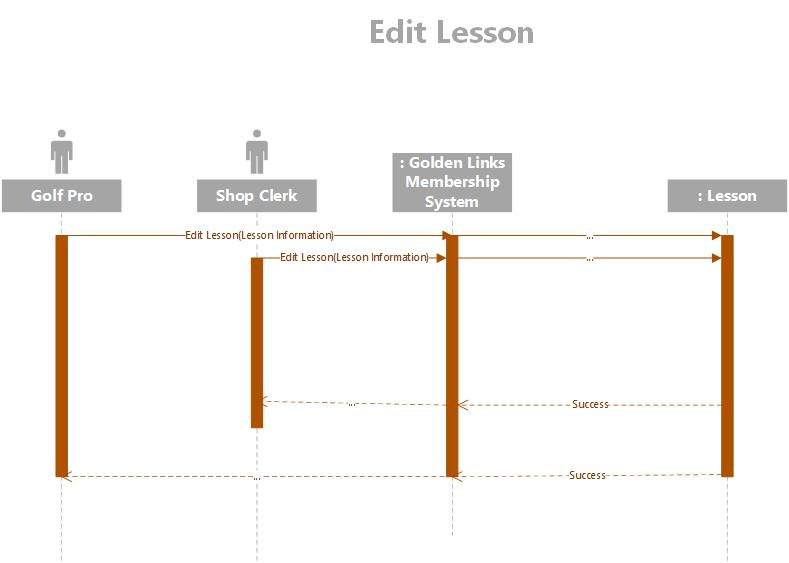 Edit Lesson
Golf Pro
Shop Clerk
: Golden Links
Membership
System
: Lesson
Edit Lesson(Lesson Information)
...
Edit Lesson(Lesson Information)
...
...
Success
...
Success